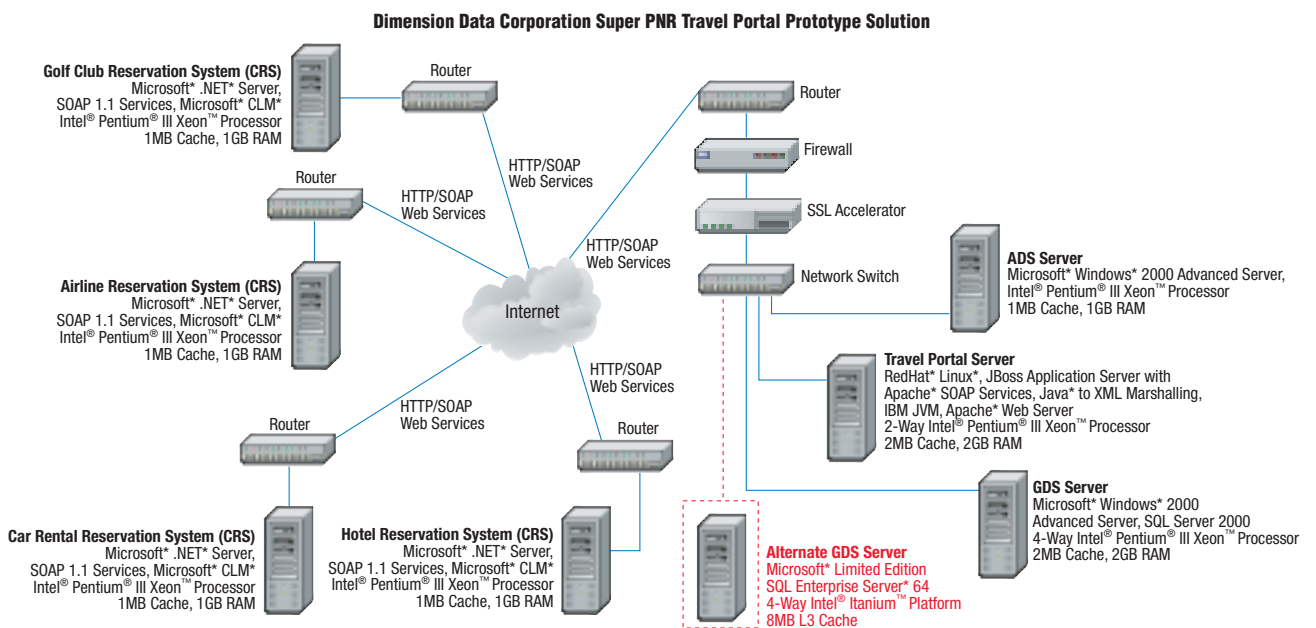 Dimension Data Corporation Super PNR Travel Portal Prototype Solution
Golf Club Reservation System (CRS)
Microsoft* .NET* Server,
SOAP 1.1 Services, Microsoft* CLM*
Intel® Pentium® III Xeon™ Processor
1MB Cache, 1GB RAM
Router
HTTP/SOAP
Web Services
Router
HTTP/SOAP
Web Services
Airline Reservation System (CRS)
Microsoft* .NET* Server,
SOAP 1.1 Services, Microsoft* CLM*
Intel® Pentium® III Xeon™ Processor
1MB Cache, 1GB RAM
Internet
HTTP/SOAP
Web Services
Router
Firewall
SSL Accelerator
Network Switch
ADS Server
Microsoft* Windows* 2000 Advanced Server,
Intel® Pentium® III Xeon™ Processor
1MB Cache, 1GB RAM
Travel Portal Server
RedHat* Linux*, JBoss Application Server with
Apache* SOAP Services, Java* to XML Marshalling,
IBM JVM, Apache* Web Server
2-Way Intel® Pentium® III Xeon™ Processor
2MB Cache, 2GB RAM
GDS Server
Microsoft* Windows* 2000
Advanced Server, SQL Server 2000
4-Way Intel® Pentium® III Xeon™ Processor
2MB Cache, 2GB RAM
HTTP/SOAP
Web Services
Router
HTTP/SOAP
Web Services
Router
Car Rental Reservation System (CRS)
Microsoft* .NET* Server,
SOAP 1.1 Services, Microsoft* CLM*
Intel® Pentium® III Xeon™ Processor
1MB Cache, 1GB RAM
Hotel Reservation System (CRS)
Microsoft* .NET* Server,
SOAP 1.1 Services, Microsoft* CLM*
Intel® Pentium® III Xeon™ Processor
1MB Cache, 1GB RAM
Alternate GDS Server
Microsoft* Limited Edition
SQL Enterprise Server* 64
4-Way Intel® Itanium™ Platform
8MB L3 Cache